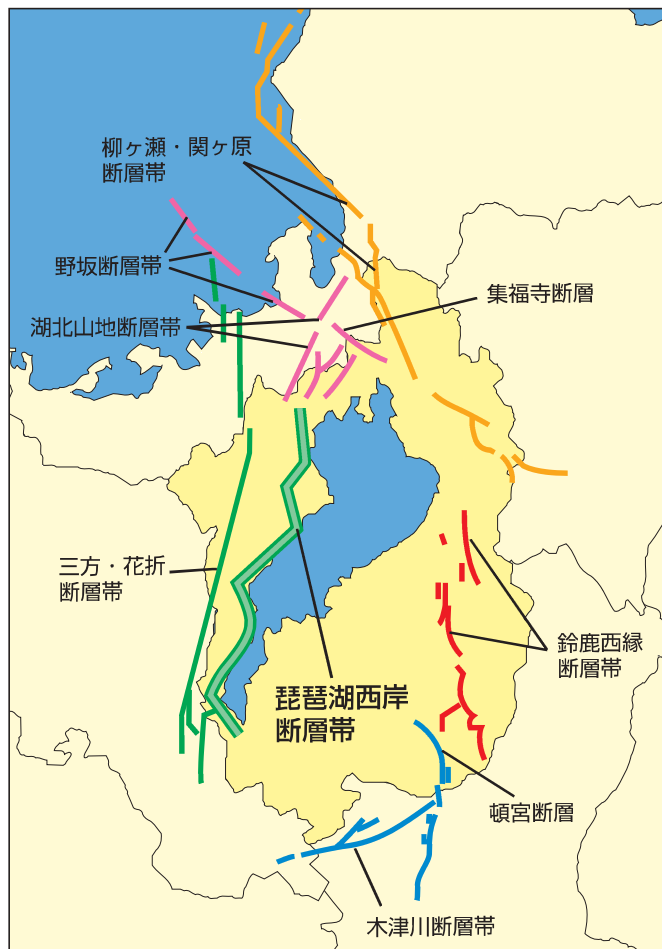 柳ヶ瀬・関ヶ原
断層帯
野坂断層帯
集福寺断層
湖北山地断層帯
三方・花折
断層帯
鈴鹿西縁
断層帯
琵琶湖西岸
断層帯
頓宮断層
木津川断層帯